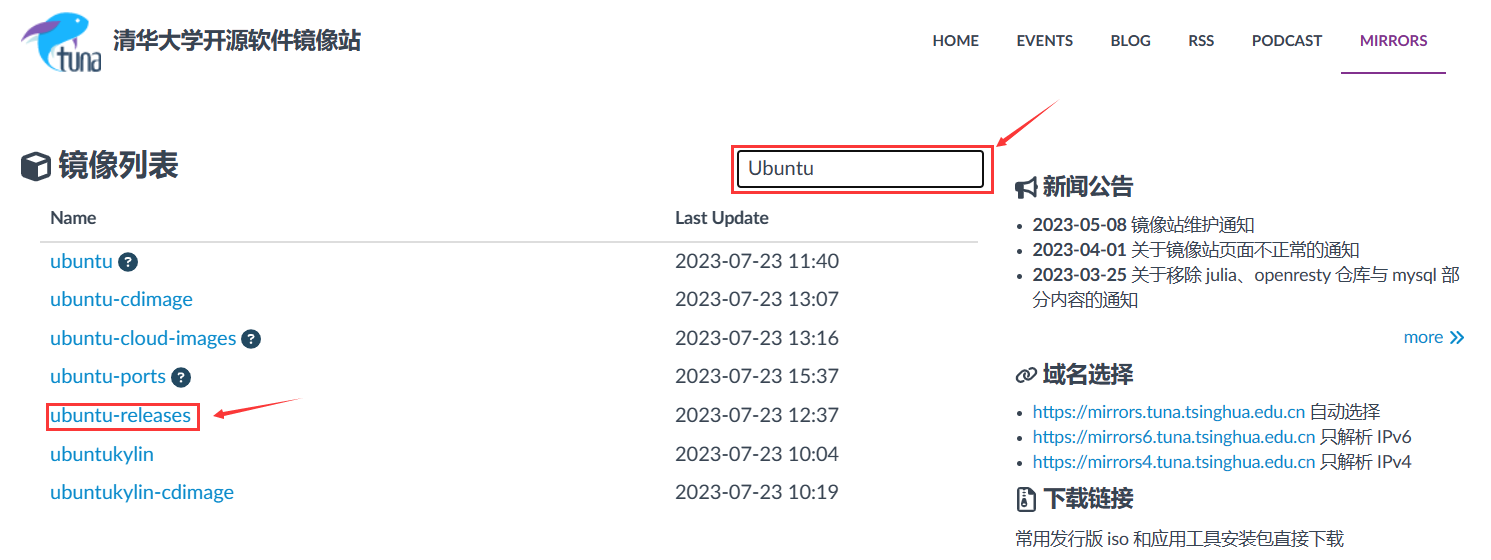 tuna 清华大学开源软件镜像站 HOME EVENTS BLOG RSS PODCAST MIRRORS
镜像列表
Ubuntu
Name Last Update
ubuntu ? 2023-07-23 11:40
ubuntu-cdimage 2023-07-23 13:07
ubuntu-cloud-images ? 2023-07-23 13:16
ubuntu-ports ? 2023-07-23 15:37
ubuntu-releases 2023-07-23 12:37
ubuntukylin 2023-07-23 10:04
ubuntukylin-cdimage 2023-07-23 10:19
新闻公告
2023-05-08 镜像站维护通知
2023-04-01 关于镜像站页面不正常的通知
2023-03-25 关于移除 julia、openresty 仓库与 mysql 部
分内容的通知
more
域名选择
https://mirrors.tuna.tsinghua.edu.cn 自动选择
https://mirrors6.tuna.tsinghua.edu.cn 只解析 IPv6
https://mirrors4.tuna.tsinghua.edu.cn 只解析 IPv4
下载链接
常用发行版 iso 和应用工具安装包直接下载